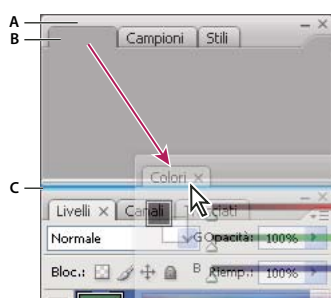 A
B Campioni Stili
Colori
C
Livelli Canali Tracciati
Normale G Opacità: 100%
Bloc.: B Riemp.: 100%